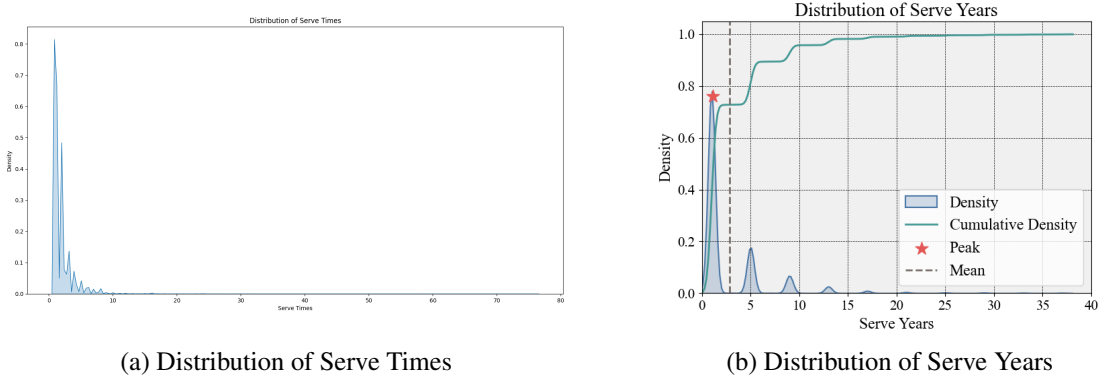 Distribution of Serve Times
0.8
0.7
0.6
0.5
0.4
0.3
0.2
0.1
0.0
Density
0 10 20 30 40 50 60 70 80
Serve Times
(a) Distribution of Serve Times
Distribution of Serve Years
1.0
0.8
0.6
0.4
0.2
0.0
Density
Density
Cumulative Density
Peak
Mean
0 5 10 15 20 25 30 35 40
Serve Years
(b) Distribution of Serve Years